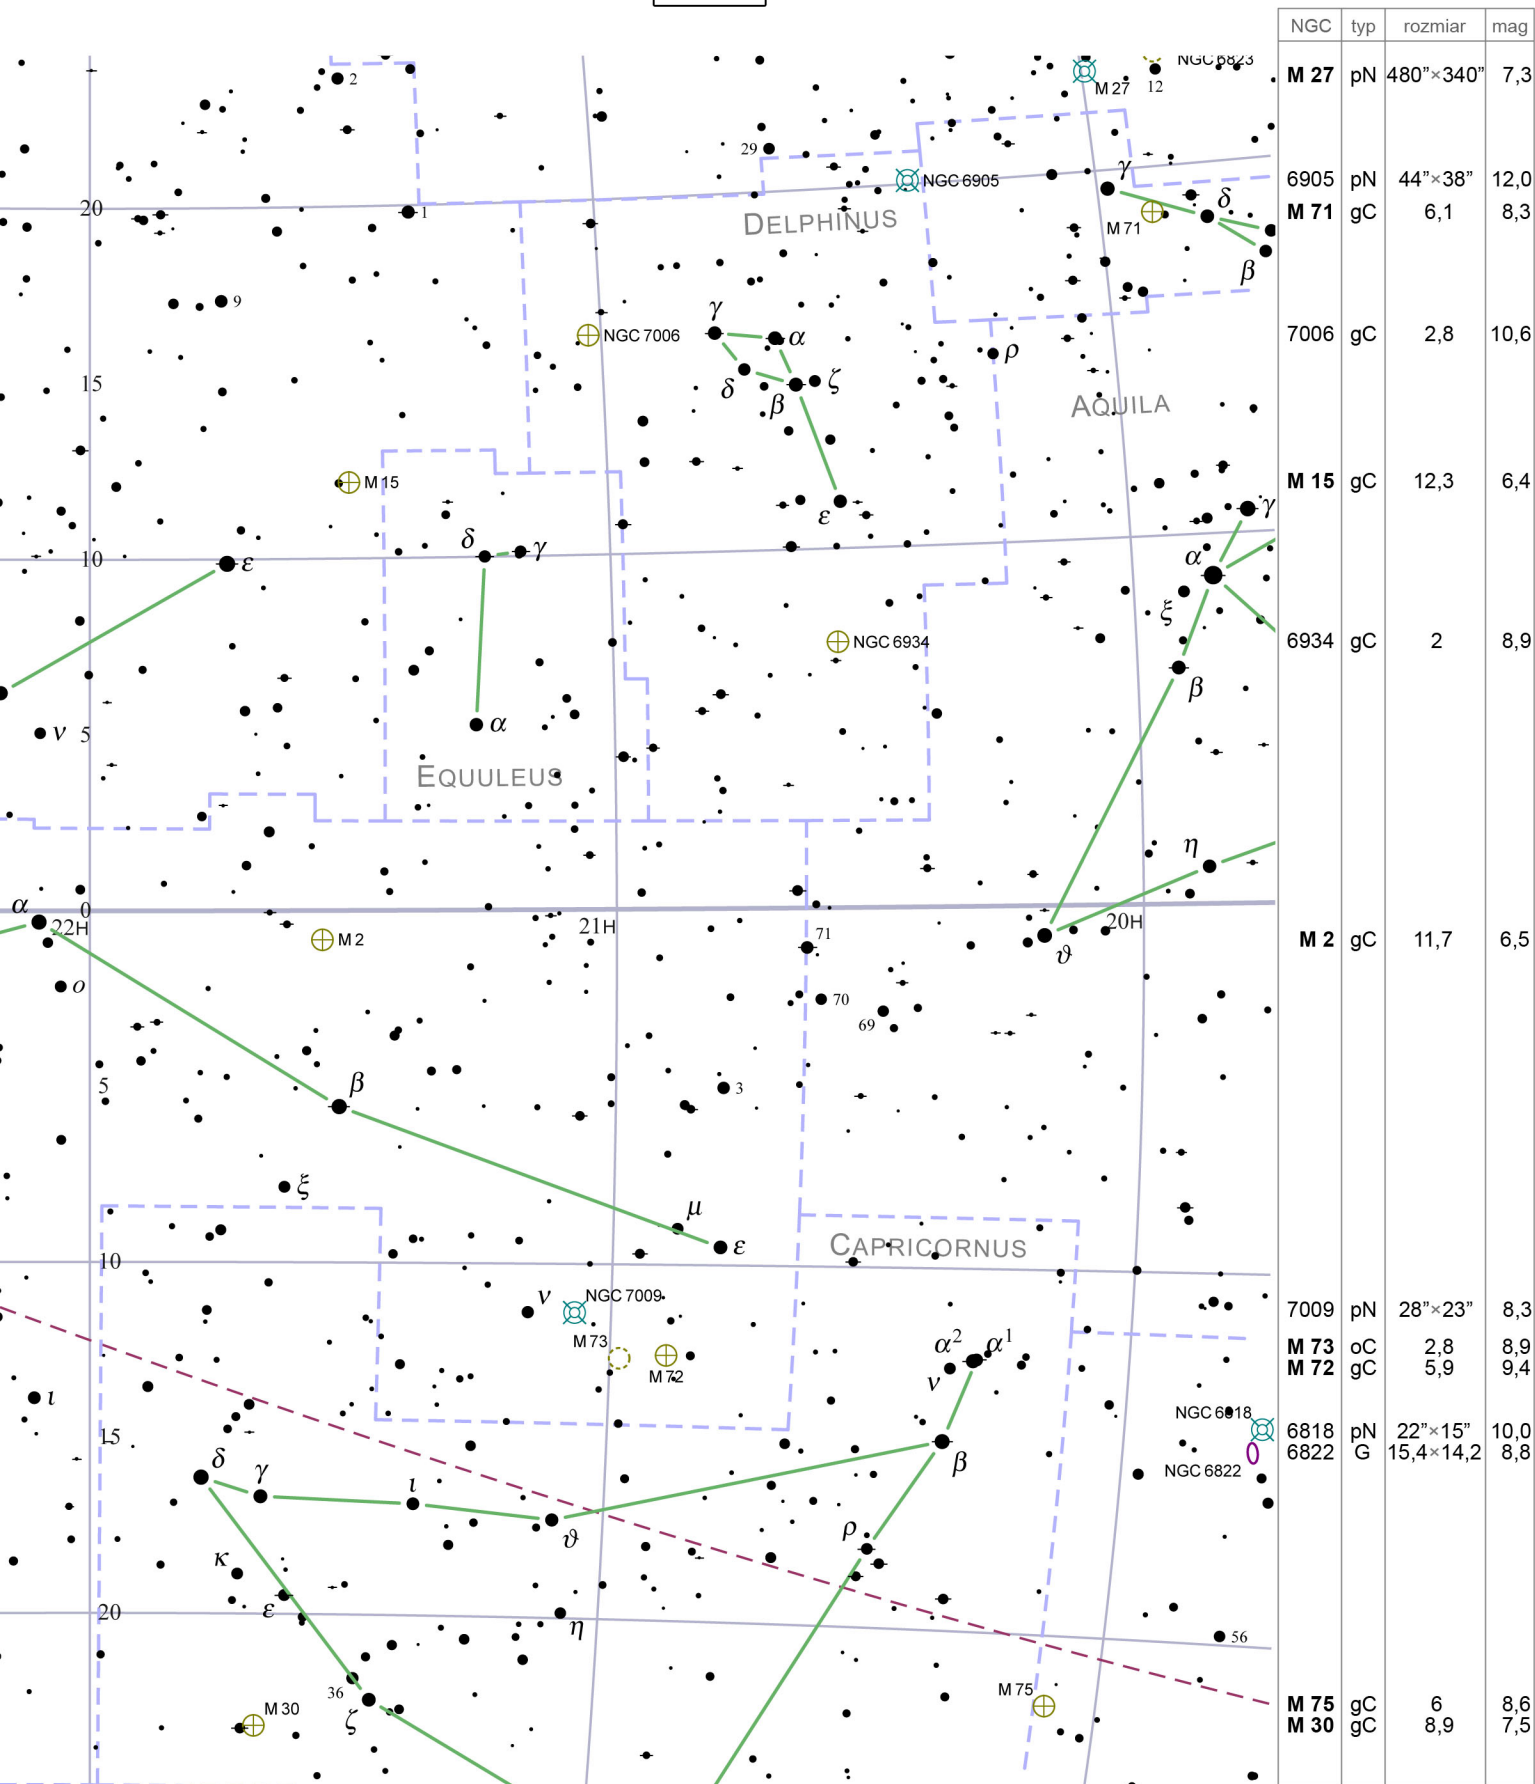 NGC typ rozmiar mag
M 27 pN 480”×340” 7,3
6905 pN 44”×38” 12,0
M 71 gC 6,1 8,3
7006 gC 2,8 10,6
M 15 gC 12,3 6,4
6934 gC 2 8,9
M 2 gC 11,7 6,5
7009 pN 28”×23” 8,3
M 73 oC 2,8 8,9
M 72 gC 5,9 9,4
6818 pN 22”×15” 10,0
6822 G 15,4×14,2 8,8
M 75 gC 6 8,6
M 30 gC 8,9 7,5
NGC 6823
2
M 27
12
29
NGC 6905
γ
δ
20
1
DELPHINUS
M 71
β
9
γ
NGC 7006
α
ρ
15
δ
ζ
β
AQUILA
M 15
ε
γ
δ
γ
α
10
ε
ξ
NGC 6934
β
ν
5
α
EQUULEUS
η
α
0
22H
21H
20H
M 2
71
ϑ
ο
70
69
5
β
3
ξ
μ
ε
CAPRICORNUS
10
ν
NGC 7009
M 73
α² α¹
M 72
ν
ι
NGC 6818
15
δ
γ
β
NGC 6822
ι
ρ
ϑ
κ
20
ε
η
56
36
M 75
M 30
ζ